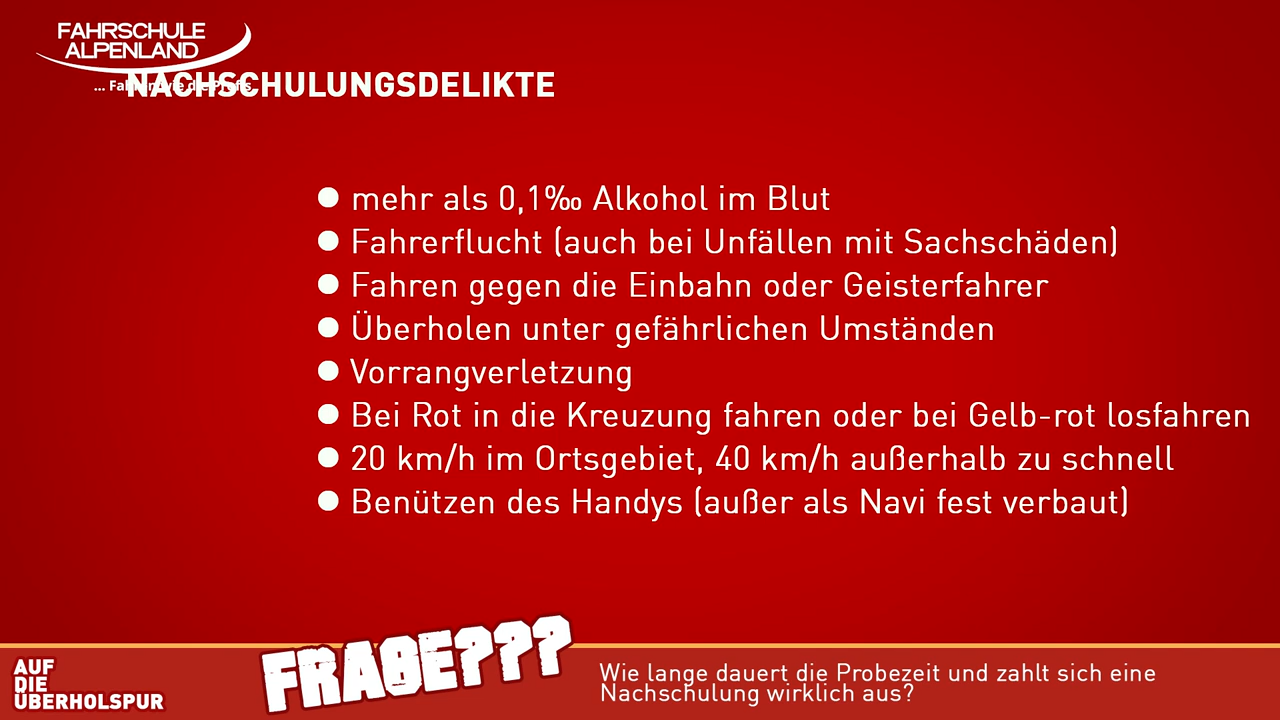 FAHRSCHULE
ALPENLAND
NACHSCHULUNGSDELIKTE
mehr als 0,1‰ Alkohol im Blut
Fahrerflucht (auch bei Unfällen mit Sachschäden)
Fahren gegen die Einbahn oder Geisterfahrer
Überholen unter gefährlichen Umständen
Vorrangverletzung
Bei Rot in die Kreuzung fahren oder bei Gelb-rot losfahren
20 km/h im Ortsgebiet, 40 km/h außerhalb zu schnell
Benützen des Handys (außer als Navi fest verbaut)
AUF
DIE
ÜBERHOLSPUR
FRAGE???
Wie lange dauert die Probezeit und zahlt sich eine
Nachschulung wirklich aus?